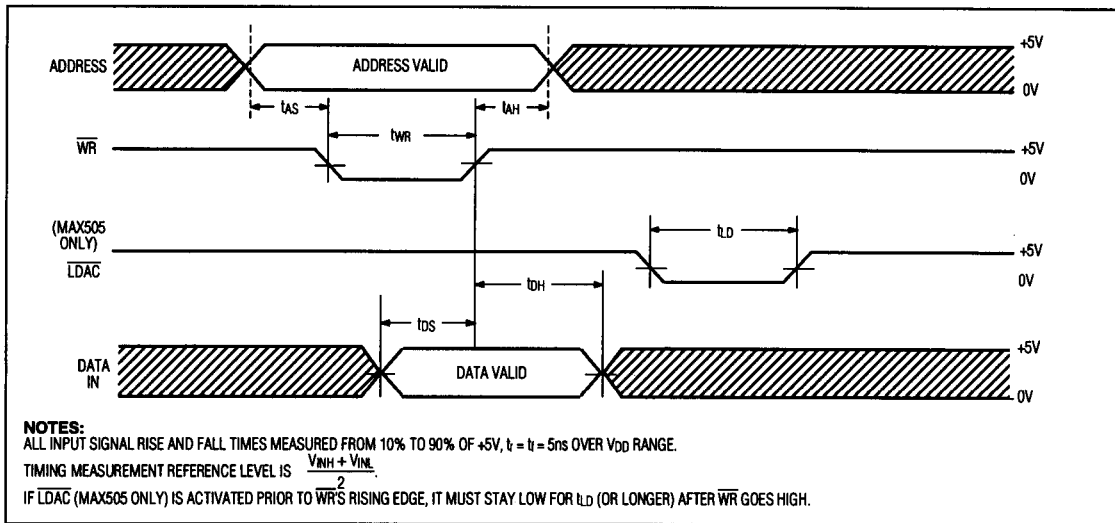 ADDRESS
ADDRESS VALID
+5V
0V
tAS
tAH
tWR
WR
+5V
0V
(MAX505
ONLY)
LDAC
tLD
+5V
0V
tDH
tDS
DATA
IN
DATA VALID
+5V
0V
NOTES:
ALL INPUT SIGNAL RISE AND FALL TIMES MEASURED FROM 10% TO 90% OF +5V, tr = tf = 5ns OVER VDD RANGE.
TIMING MEASUREMENT REFERENCE LEVEL IS VINH + VINL / 2.
IF LDAC (MAX505 ONLY) IS ACTIVATED PRIOR TO WR'S RISING EDGE, IT MUST STAY LOW FOR tLD (OR LONGER) AFTER WR GOES HIGH.